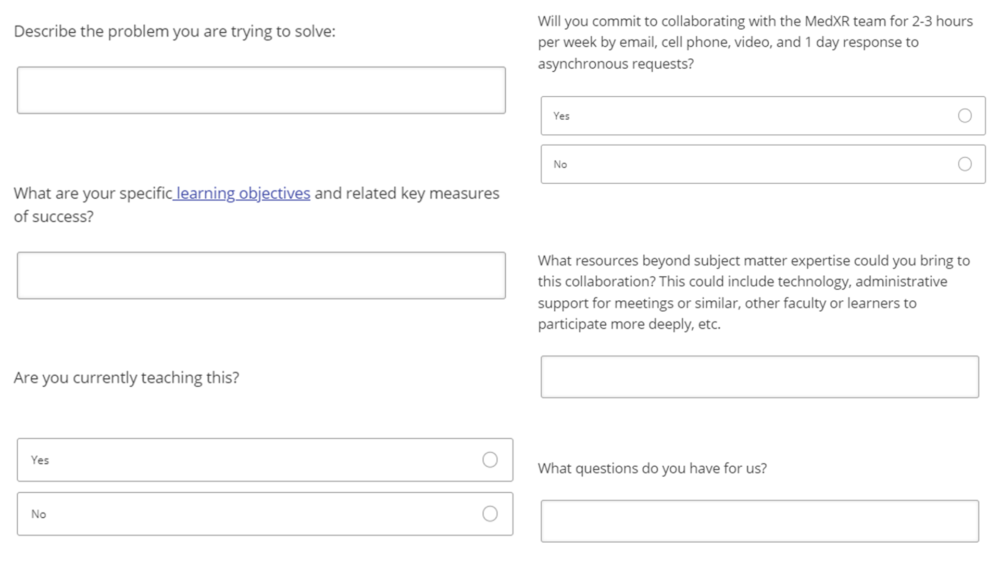 Describe the problem you are trying to solve:
What are your specific learning objectives and related key measures
of success?
Are you currently teaching this?
Yes
No
Will you commit to collaborating with the MedXR team for 2-3 hours
per week by email, cell phone, video, and 1 day response to
asynchronous requests?
Yes
No
What resources beyond subject matter expertise could you bring to
this collaboration? This could include technology, administrative
support for meetings or similar, other faculty or learners to
participate more deeply, etc.
What questions do you have for us?